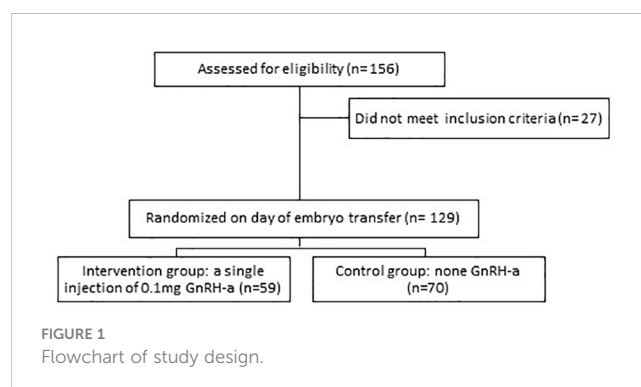 Assessed for eligibility (n=156)
Did not meet inclusion criteria (n=27)
Randomized on day of embryo transfer (n= 129)
Intervention group: a single
injection of 0.1mg GnRH-a (n=59)
Control group: none GnRH-a
(n=70)
FIGURE 1
Flowchart of study design.